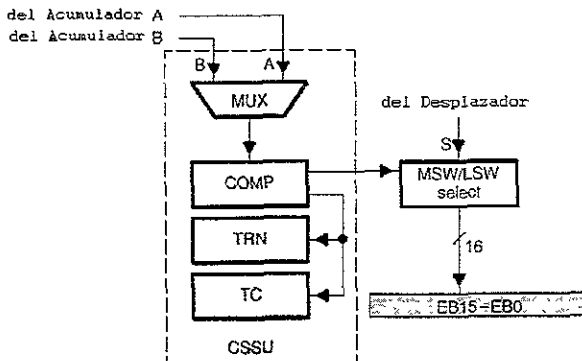 del Acumulador A
del Acumulador B
B A
MUX
del Desplazador
S
COMP
MSW/LSW
select
TRN
16
TC
EB15-EB0
CSSU